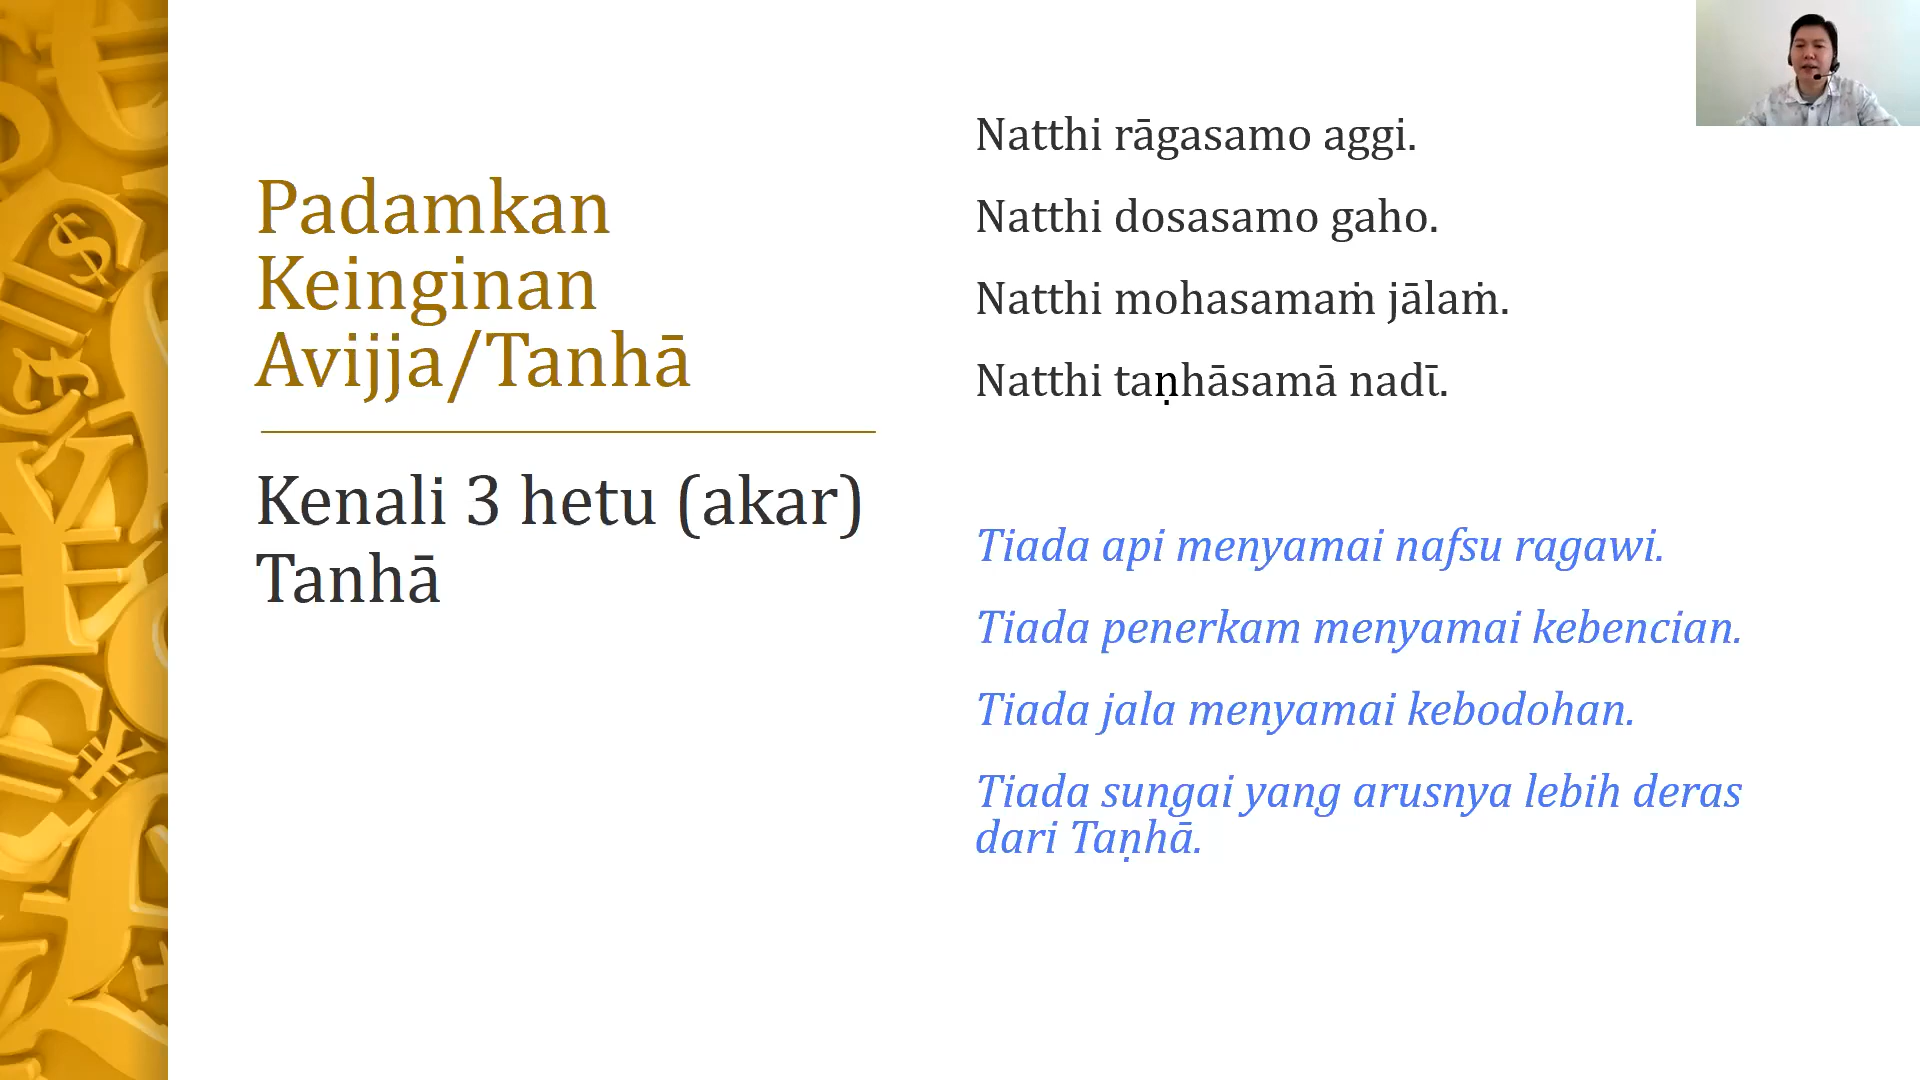 Padamkan
Keinginan
Avijja/Tanhā
Kenali 3 hetu (akar)
Tanhā
Natthi rāgasamo aggi.
Natthi dosasamo gaho.
Natthi mohasamaṁ jālaṁ.
Natthi taṇhāsamā nadī.
Tiada api menyamai nafsu ragawi.
Tiada penerkam menyamai kebencian.
Tiada jala menyamai kebodohan.
Tiada sungai yang arusnya lebih deras
dari Taṇhā.